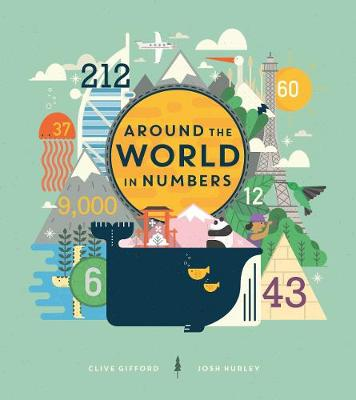 212
60
37
AROUND THE
WORLD
IN NUMBERS
12
9,000
6
43
CLIVE GIFFORD
JOSH HURLEY